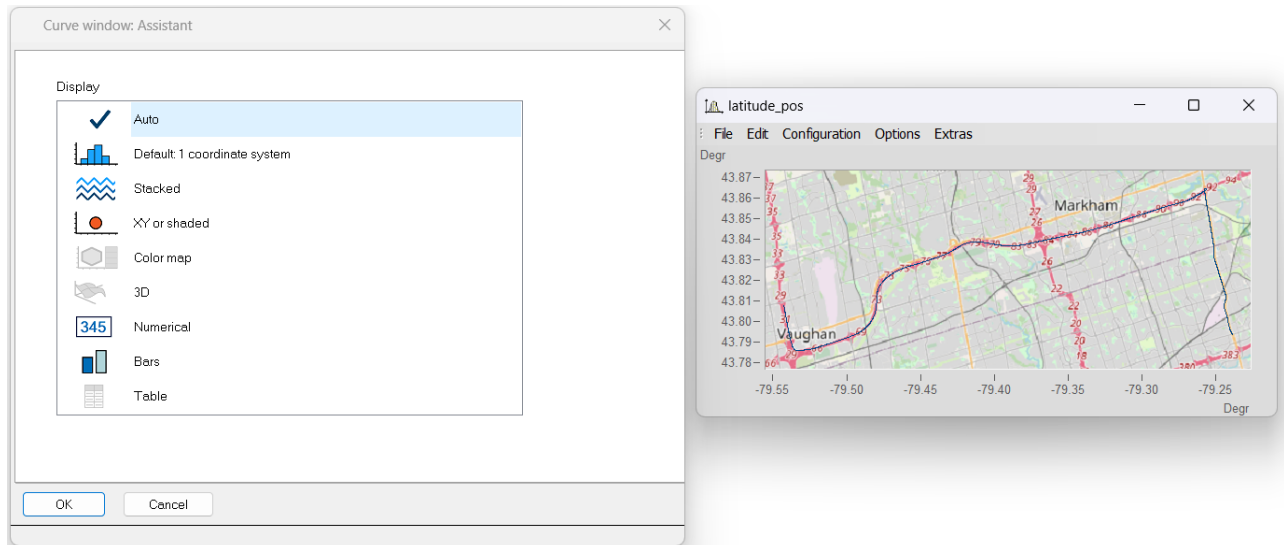 Curve window: Assistant
Display
Auto
Default: 1 coordinate system
Stacked
XY or shaded
Color map
3D
345 Numerical
Bars
Table
OK Cancel
latitude_pos
File Edit Configuration Options Extras
Degr
43.87
43.86
43.85
43.84
43.83
43.82
43.81
43.80
43.79
43.78
Markham
Vaughan
-79.55 -79.50 -79.45 -79.40 -79.35 -79.30 -79.25
Degr